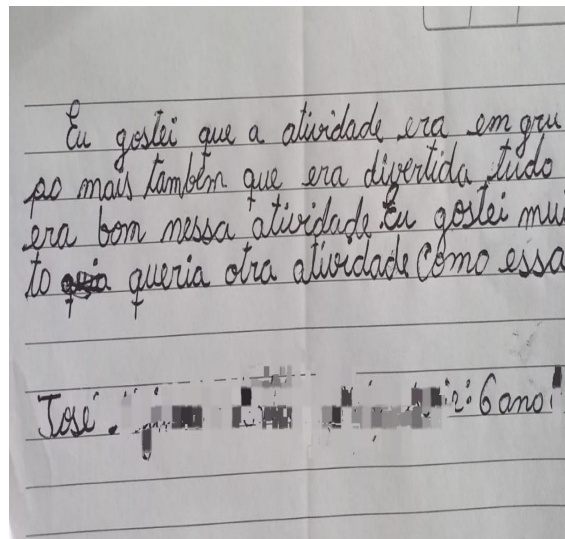 Eu gostei que a atividade era em gru
po mais também que era divertida tudo
era bom nessa atividade. Eu gostei mui
to queria otra atividade como essa
José 6 ano